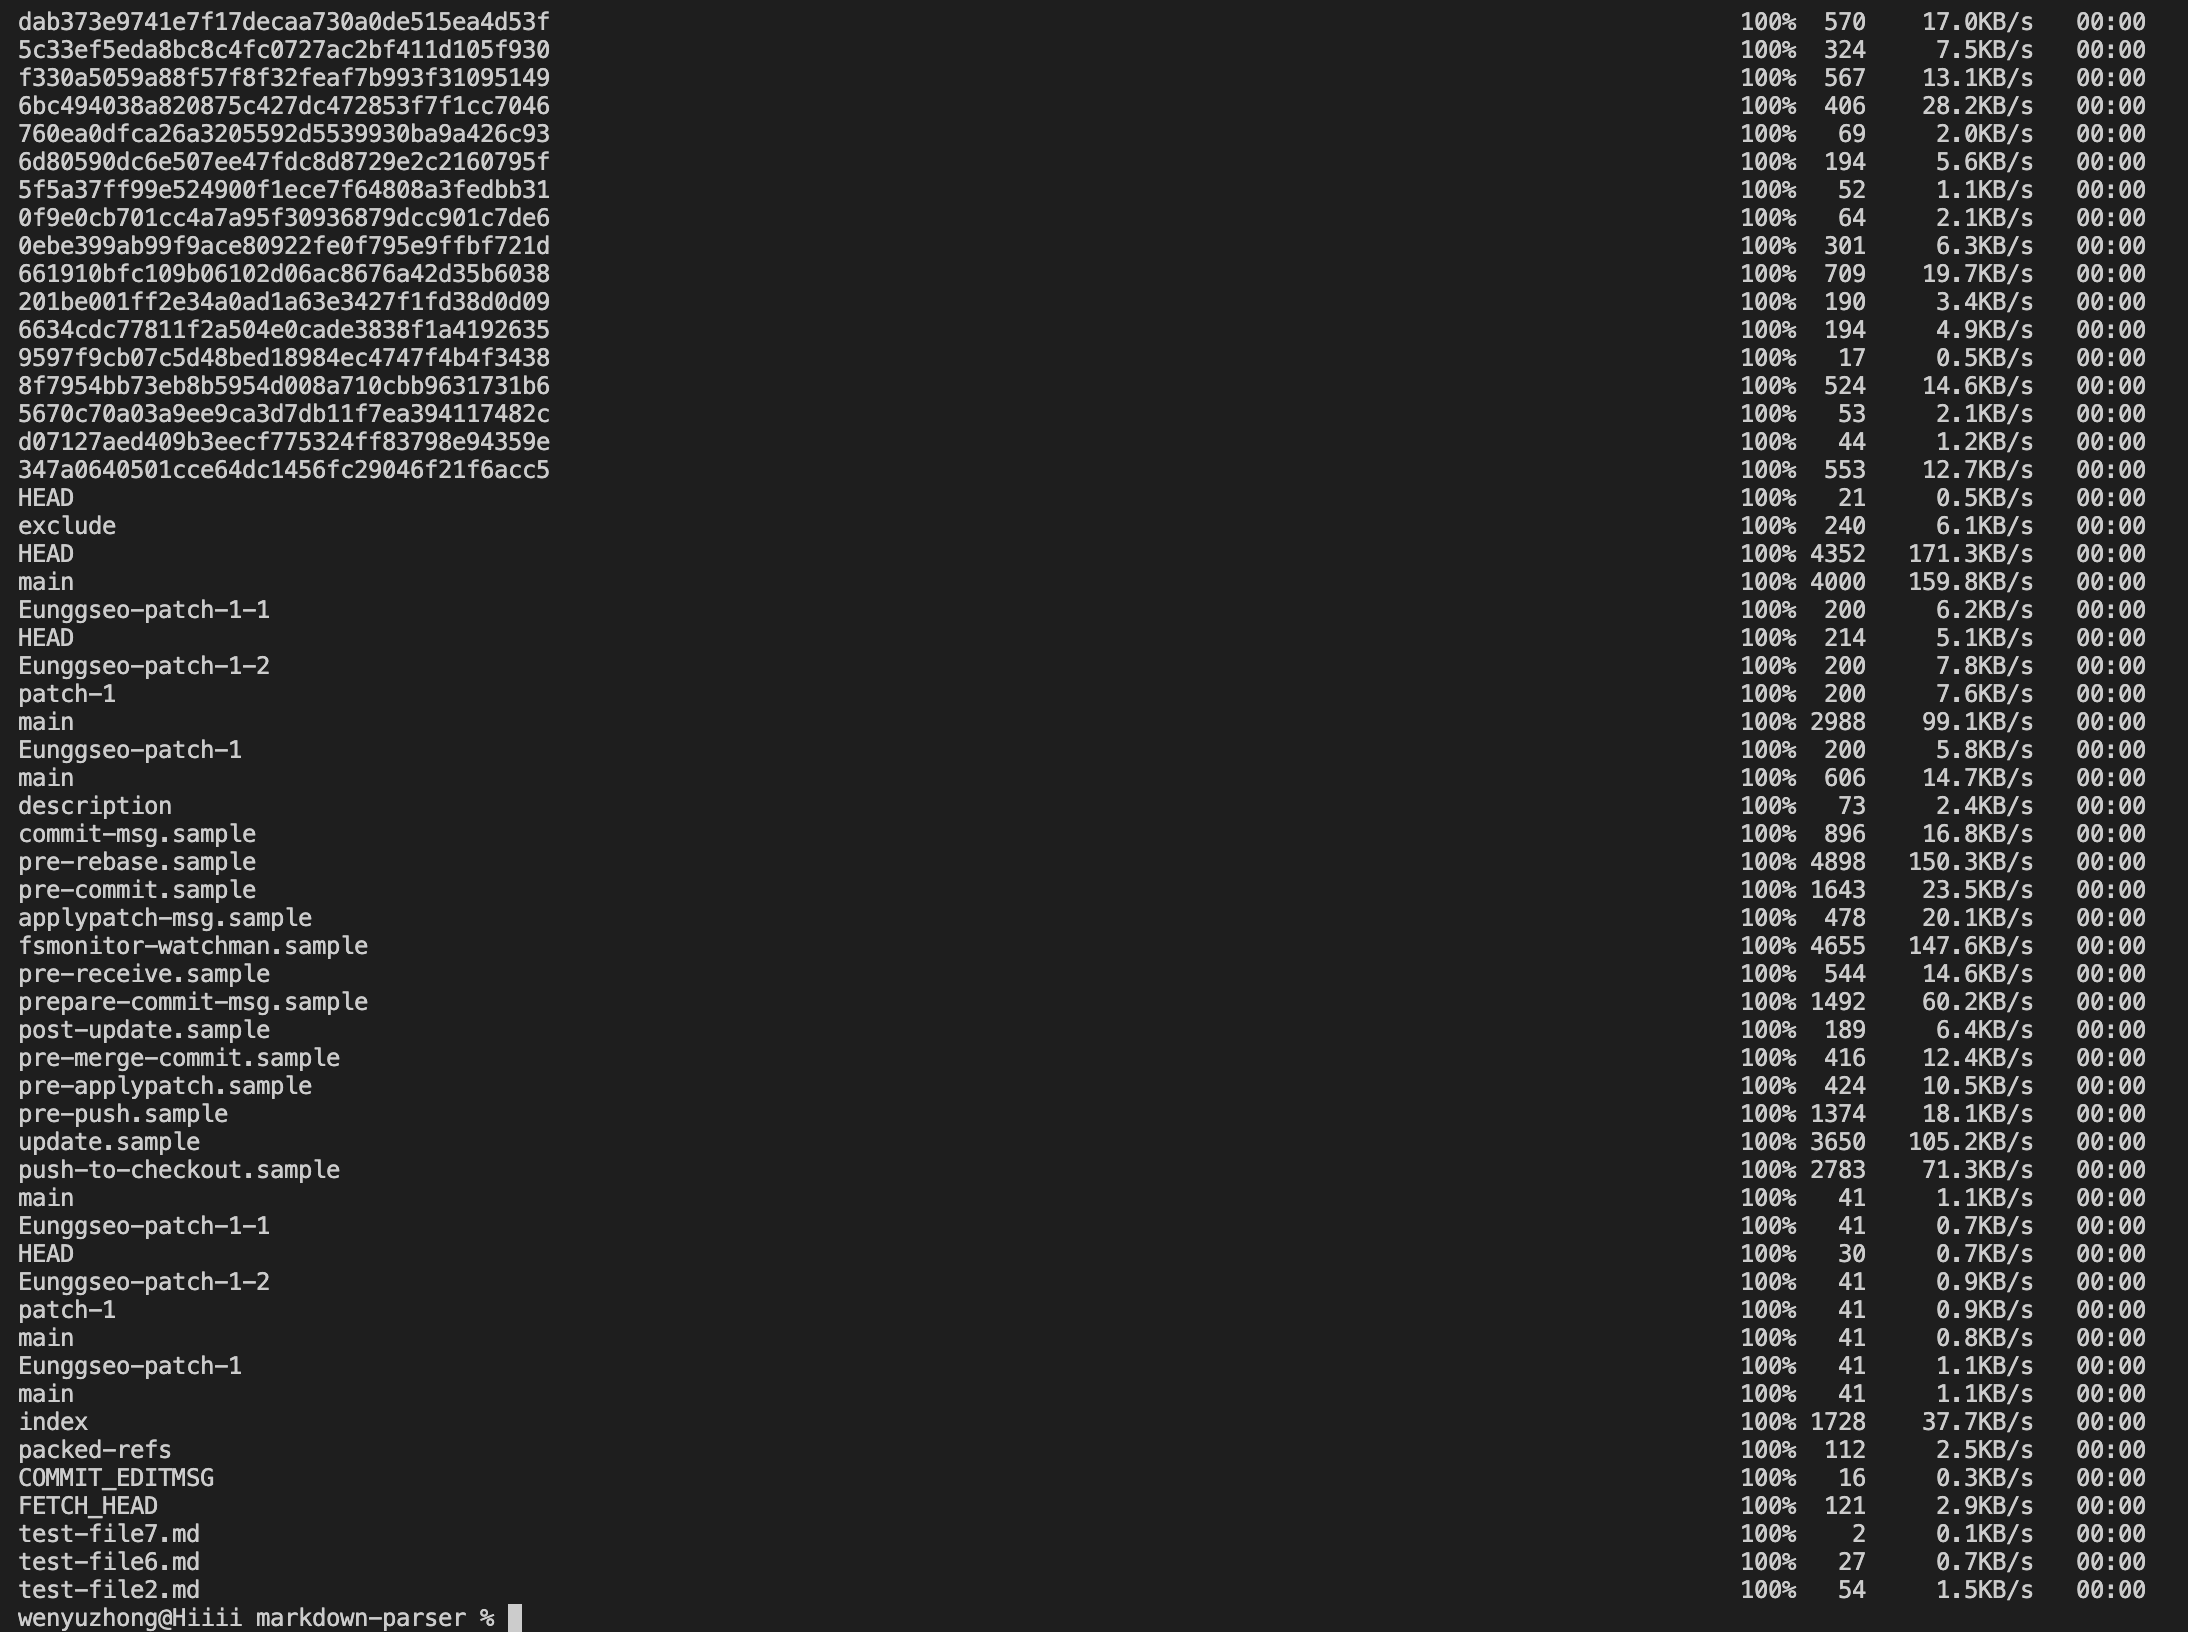 dab373e9741e7f17decaa730a0de515ea4d53f 100% 570 17.0KB/s 00:00
5c33ef5eda8bc8c4fc0727ac2bf411d105f930 100% 324 7.5KB/s 00:00
f330a5059a88f57f8f32feaf7b993f31095149 100% 567 13.1KB/s 00:00
6bc494038a820875c427dc472853f7f1cc7046 100% 406 28.2KB/s 00:00
760ea0dfca26a3205592d5539930ba9a426c93 100% 69 2.0KB/s 00:00
6d80590dc6e507ee47fdc8d8729e2c2160795f 100% 194 5.6KB/s 00:00
5f5a37ff99e524900f1ece7f64808a3fedbb31 100% 52 1.1KB/s 00:00
0f9e0cb701cc4a7a95f30936879dcc901c7de6 100% 64 2.1KB/s 00:00
0ebe399ab99f9ace80922fe0f795e9ffbf721d 100% 301 6.3KB/s 00:00
661910bfc109b06102d06ac8676a42d35b6038 100% 709 19.7KB/s 00:00
201be001ff2e34a0ad1a63e3427f1fd38d0d09 100% 190 3.4KB/s 00:00
6634cdc77811f2a504e0cade3838f1a4192635 100% 194 4.9KB/s 00:00
9597f9cb07c5d48bed18984ec4747f4b4f3438 100% 17 0.5KB/s 00:00
8f7954bb73eb8b5954d008a710cbb9631731b6 100% 524 14.6KB/s 00:00
5670c70a03a9ee9ca3d7db11f7ea394117482c 100% 53 2.1KB/s 00:00
d07127aed409b3eecf775324ff83798e94359e 100% 44 1.2KB/s 00:00
347a0640501cce64dc1456fc29046f21f6acc5 100% 553 12.7KB/s 00:00
HEAD 100% 21 0.5KB/s 00:00
exclude 100% 240 6.1KB/s 00:00
HEAD 100% 4352 171.3KB/s 00:00
main 100% 4000 159.8KB/s 00:00
Eunggseo-patch-1-1 100% 200 6.2KB/s 00:00
HEAD 100% 214 5.1KB/s 00:00
Eunggseo-patch-1-2 100% 200 7.8KB/s 00:00
patch-1 100% 200 7.6KB/s 00:00
main 100% 2988 99.1KB/s 00:00
Eunggseo-patch-1 100% 200 5.8KB/s 00:00
main 100% 606 14.7KB/s 00:00
description 100% 73 2.4KB/s 00:00
commit-msg.sample 100% 896 16.8KB/s 00:00
pre-rebase.sample 100% 4898 150.3KB/s 00:00
pre-commit.sample 100% 1643 23.5KB/s 00:00
applypatch-msg.sample 100% 478 20.1KB/s 00:00
fsmonitor-watchman.sample 100% 4655 147.6KB/s 00:00
pre-receive.sample 100% 544 14.6KB/s 00:00
prepare-commit-msg.sample 100% 1492 60.2KB/s 00:00
post-update.sample 100% 189 6.4KB/s 00:00
pre-merge-commit.sample 100% 416 12.4KB/s 00:00
pre-applypatch.sample 100% 424 10.5KB/s 00:00
pre-push.sample 100% 1374 18.1KB/s 00:00
update.sample 100% 3650 105.2KB/s 00:00
push-to-checkout.sample 100% 2783 71.3KB/s 00:00
main 100% 41 1.1KB/s 00:00
Eunggseo-patch-1-1 100% 41 0.7KB/s 00:00
HEAD 100% 30 0.7KB/s 00:00
Eunggseo-patch-1-2 100% 41 0.9KB/s 00:00
patch-1 100% 41 0.9KB/s 00:00
main 100% 41 0.8KB/s 00:00
Eunggseo-patch-1 100% 41 1.1KB/s 00:00
main 100% 41 1.1KB/s 00:00
index 100% 1728 37.7KB/s 00:00
packed-refs 100% 112 2.5KB/s 00:00
COMMIT_EDITMSG 100% 16 0.3KB/s 00:00
FETCH_HEAD 100% 121 2.9KB/s 00:00
test-file7.md 100% 2 0.1KB/s 00:00
test-file6.md 100% 27 0.7KB/s 00:00
test-file2.md 100% 54 1.5KB/s 00:00
wenyuzhong@Hiiii markdown-parser %